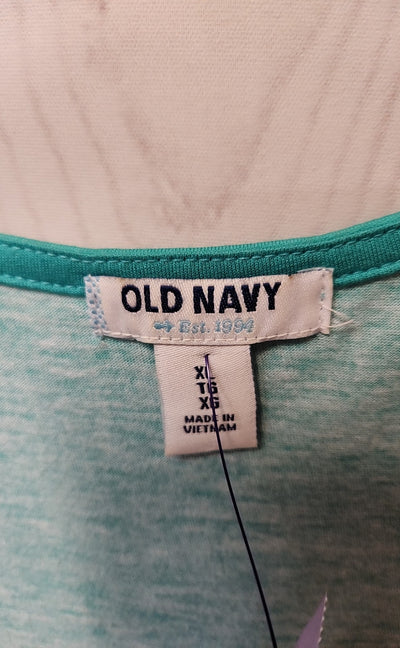 OLD NAVY
Est. 1994
XL
TG
XG
MADE IN
VIETNAM